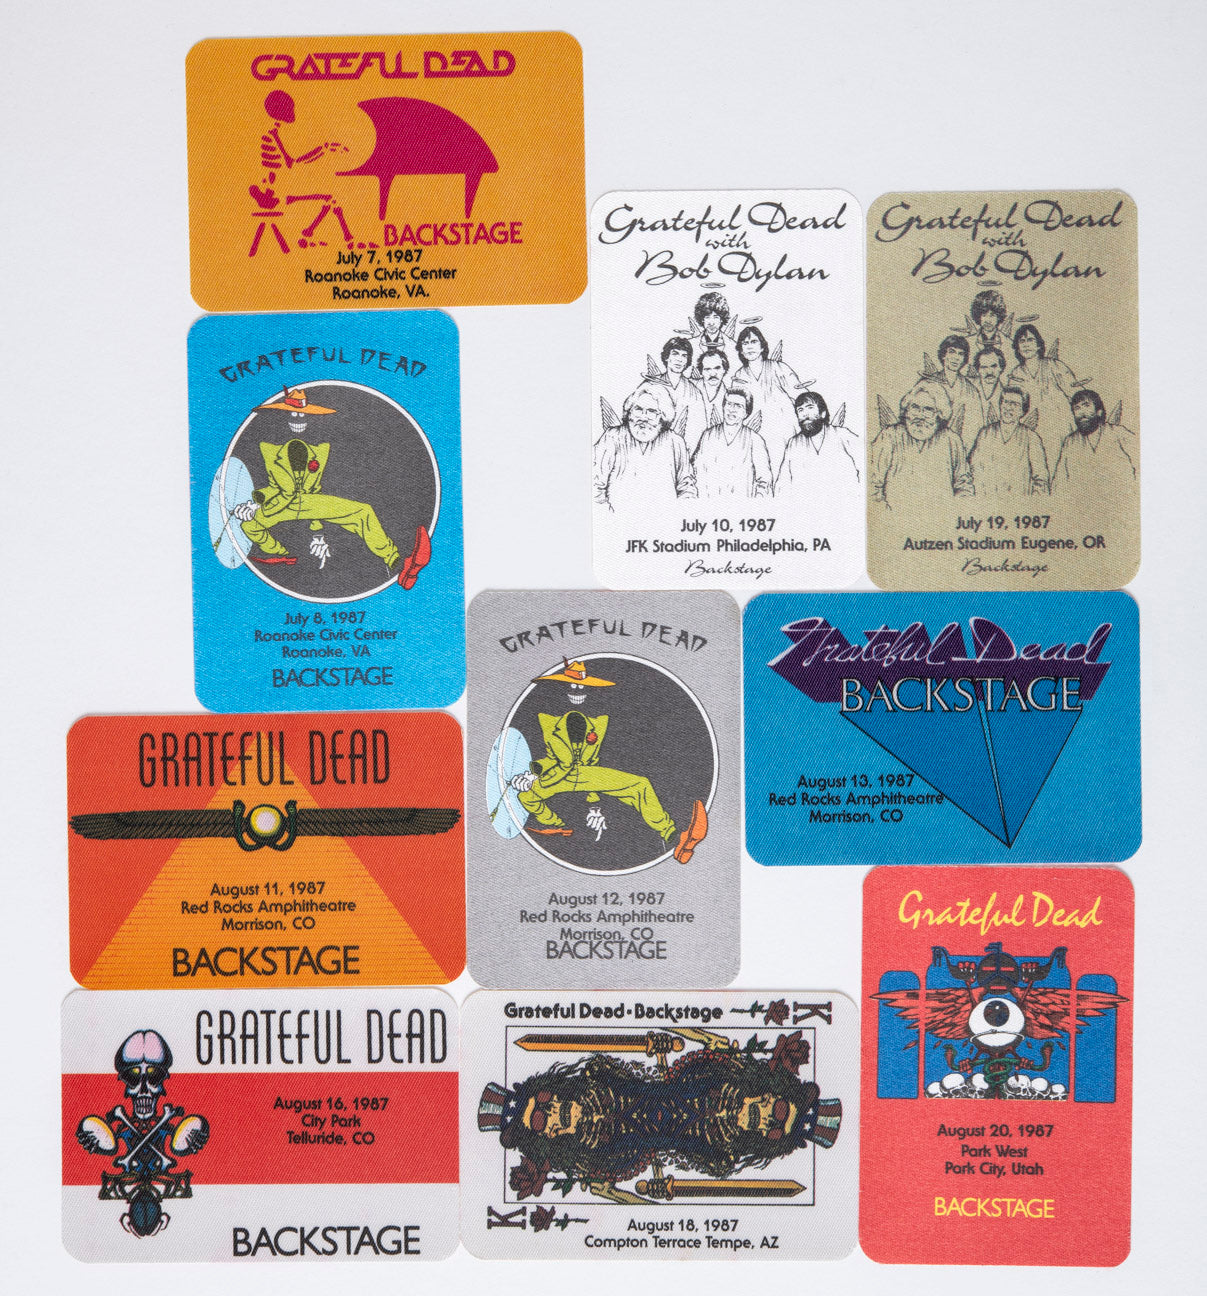 GRATEFUL DEAD
BACKSTAGE
July 7, 1987
Roanoke Civic Center
Roanoke, VA.
Grateful Dead
with
Bob Dylan
July 10, 1987
JFK Stadium Philadelphia, PA
Backstage
Grateful Dead
with
Bob Dylan
July 19, 1987
Autzen Stadium Eugene, OR
Backstage
GRATEFUL DEAD
July 8, 1987
Roanoke Civic Center
Roanoke, VA
BACKSTAGE
GRATEFUL DEAD
August 12, 1987
Red Rocks Amphitheatre
Morrison, CO
BACKSTAGE
Grateful Dead
BACKSTAGE
August 13, 1987
Red Rocks Amphitheatre
Morrison, CO
GRATEFUL DEAD
August 11, 1987
Red Rocks Amphitheatre
Morrison, CO
BACKSTAGE
Grateful Dead
August 20, 1987
Park West
Park City, Utah
BACKSTAGE
GRATEFUL DEAD
August 16, 1987
City Park
Telluride, CO
BACKSTAGE
Grateful Dead•Backstage
K
K
August 18, 1987
Compton Terrace Tempe, AZ